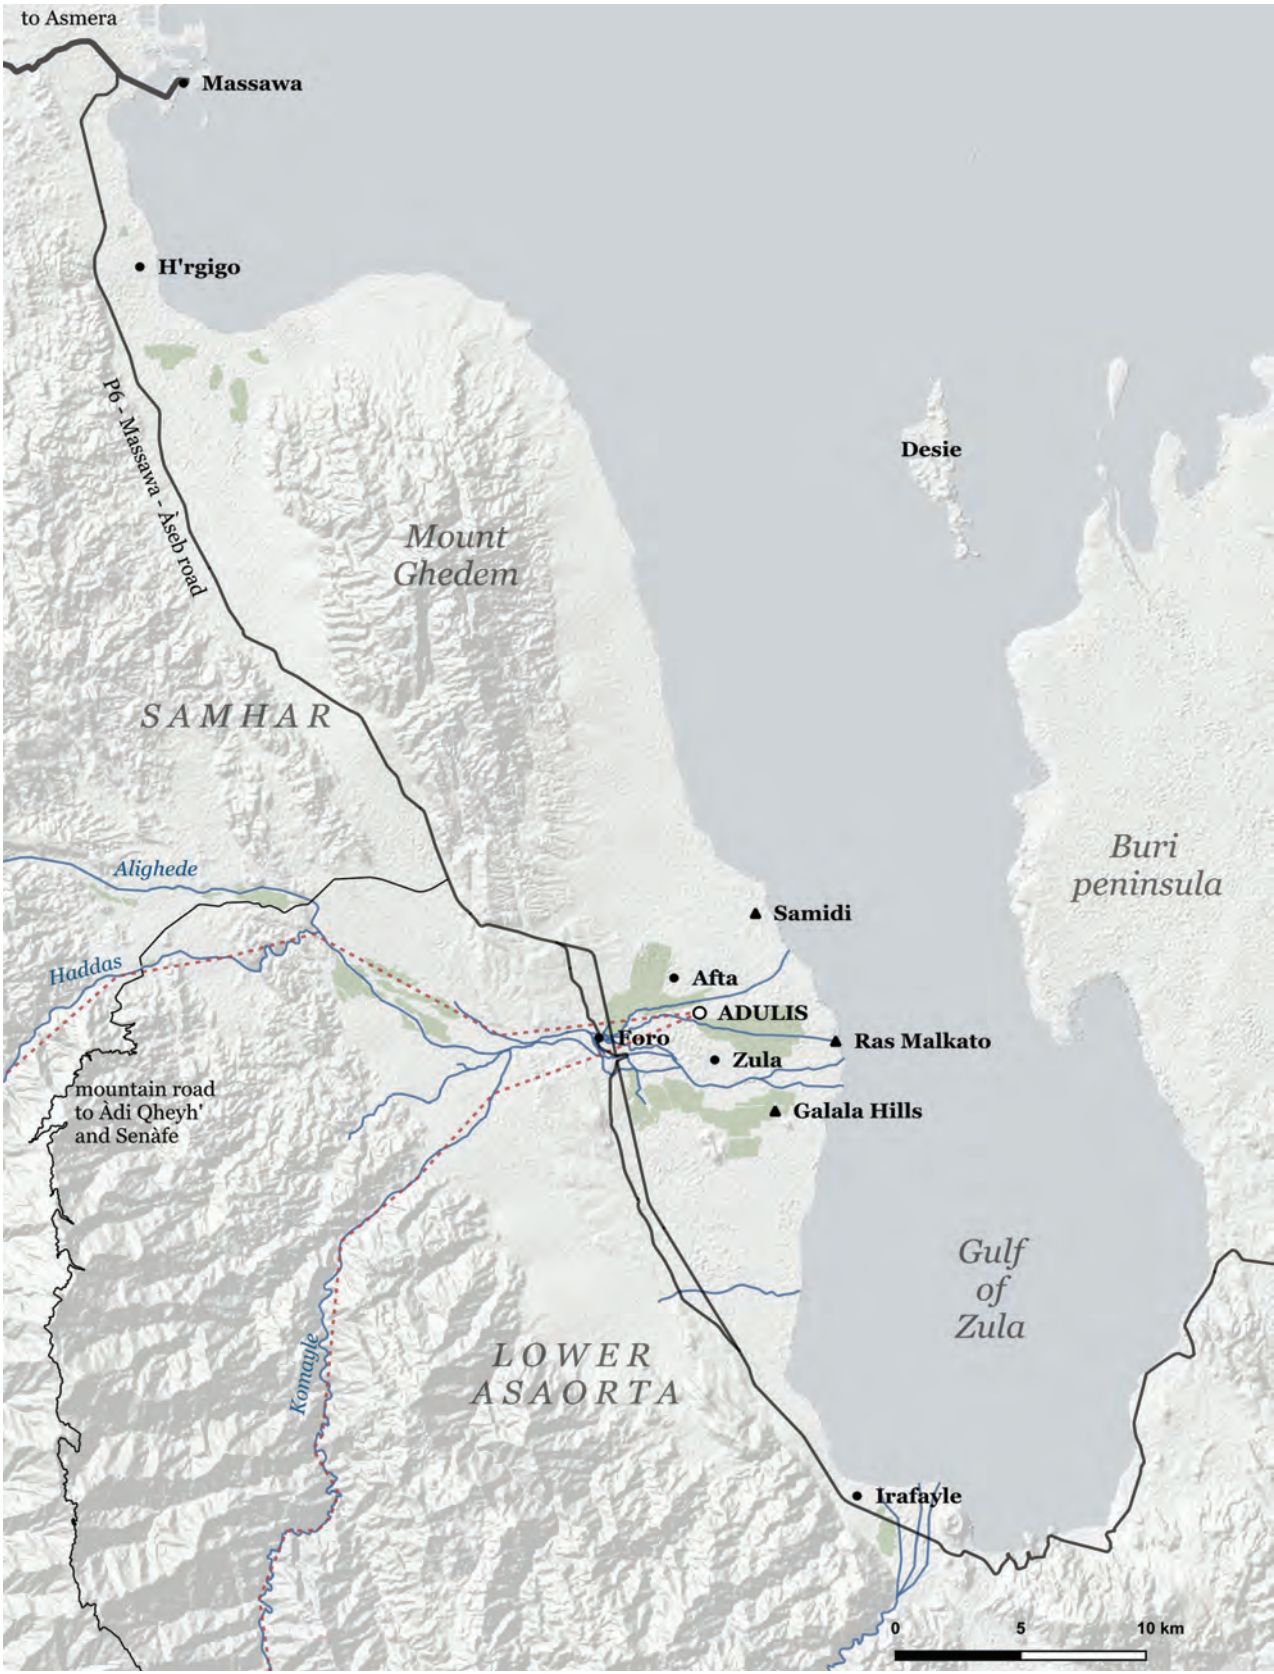 to Asmera
Massawa
H'rgigo
P6 - Massawa - Àseb road
Desie
Mount
Ghedem
SAMHAR
Alighede
Buri
peninsula
Samidi
Haddas
Afta
ADULIS
Foro
Ras Malkato
Zula
mountain road
to Àdi Qheyh'
and Senàfe
Galala Hills
Gulf
of
Zula
Komayle
LOWER
ASAORTA
Irafayle
0 5 10 km